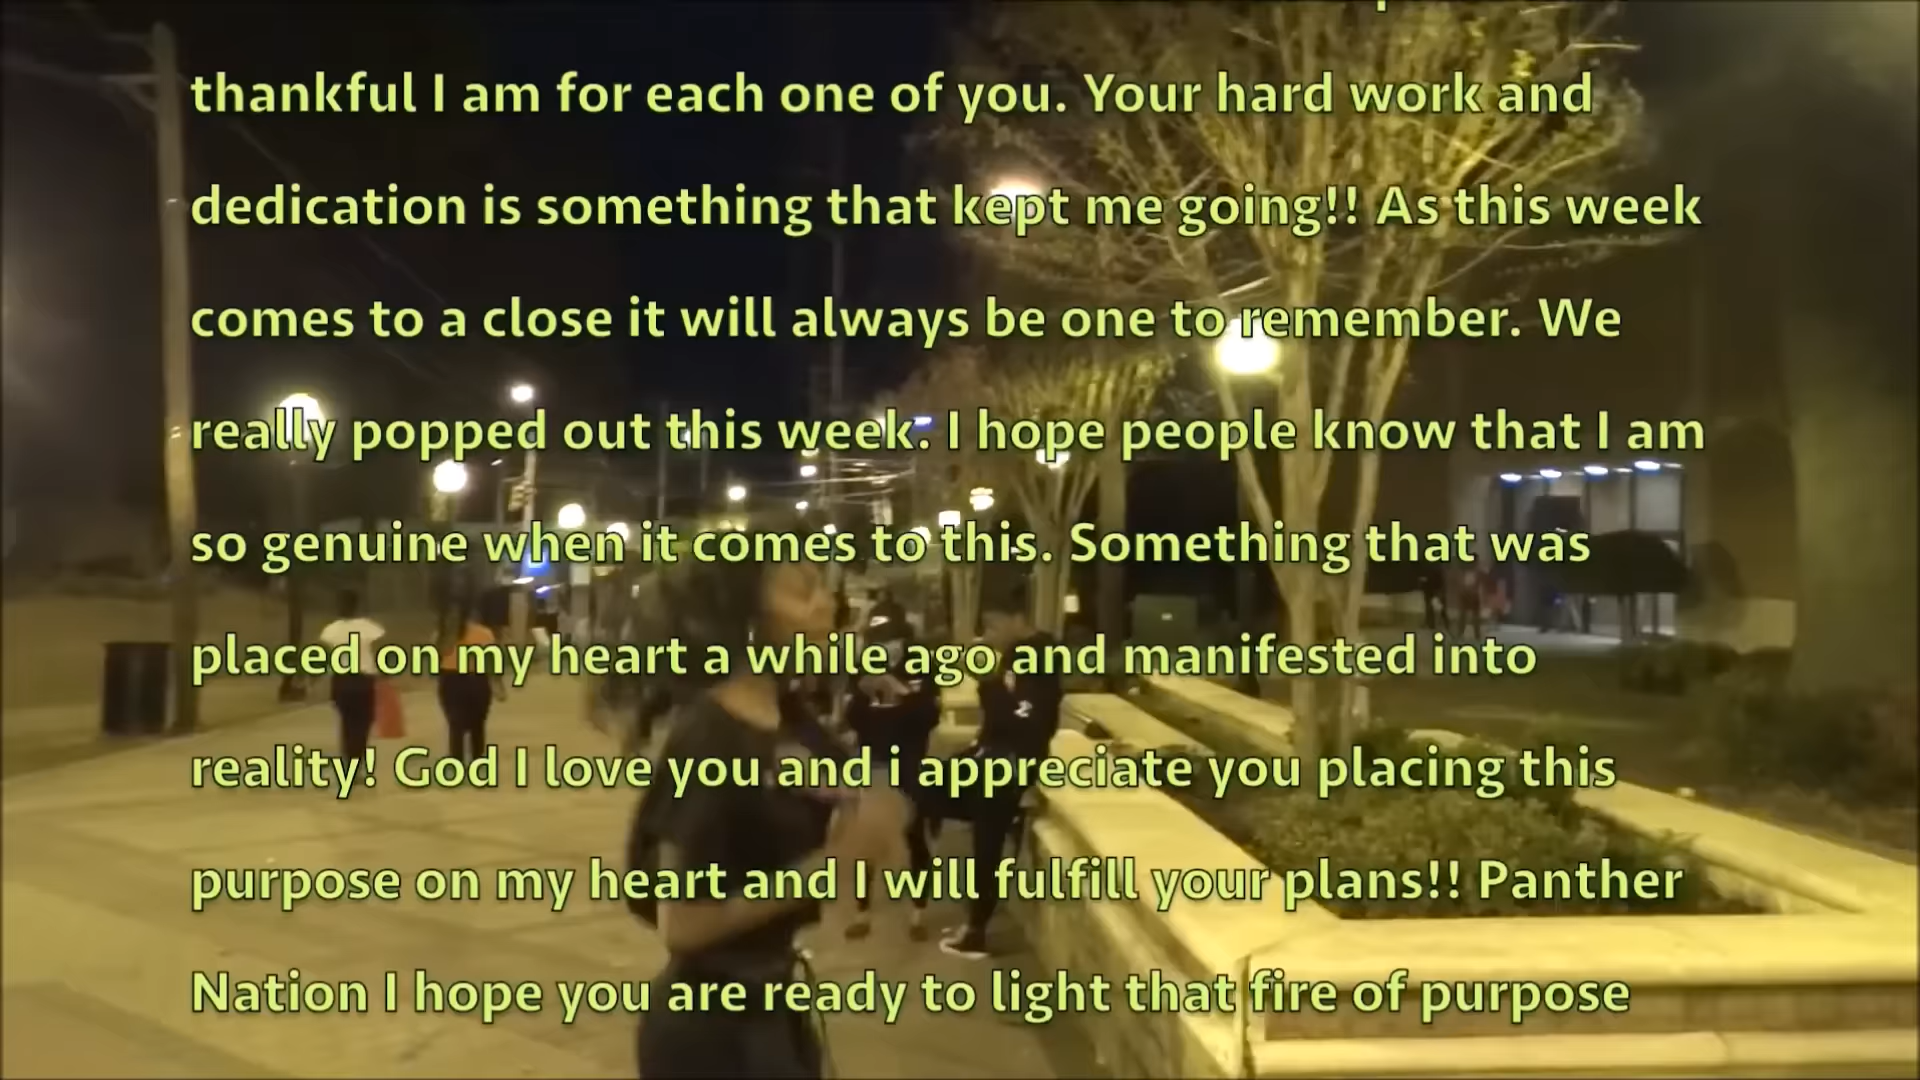 thankful I am for each one of you. Your hard work and
dedication is something that kept me going!! As this week
comes to a close it will always be one to remember. We
really popped out this week. I hope people know that I am
so genuine when it comes to this. Something that was
placed on my heart a while ago and manifested into
reality! God I love you and i appreciate you placing this
purpose on my heart and I will fulfill your plans!! Panther
Nation I hope you are ready to light that fire of purpose